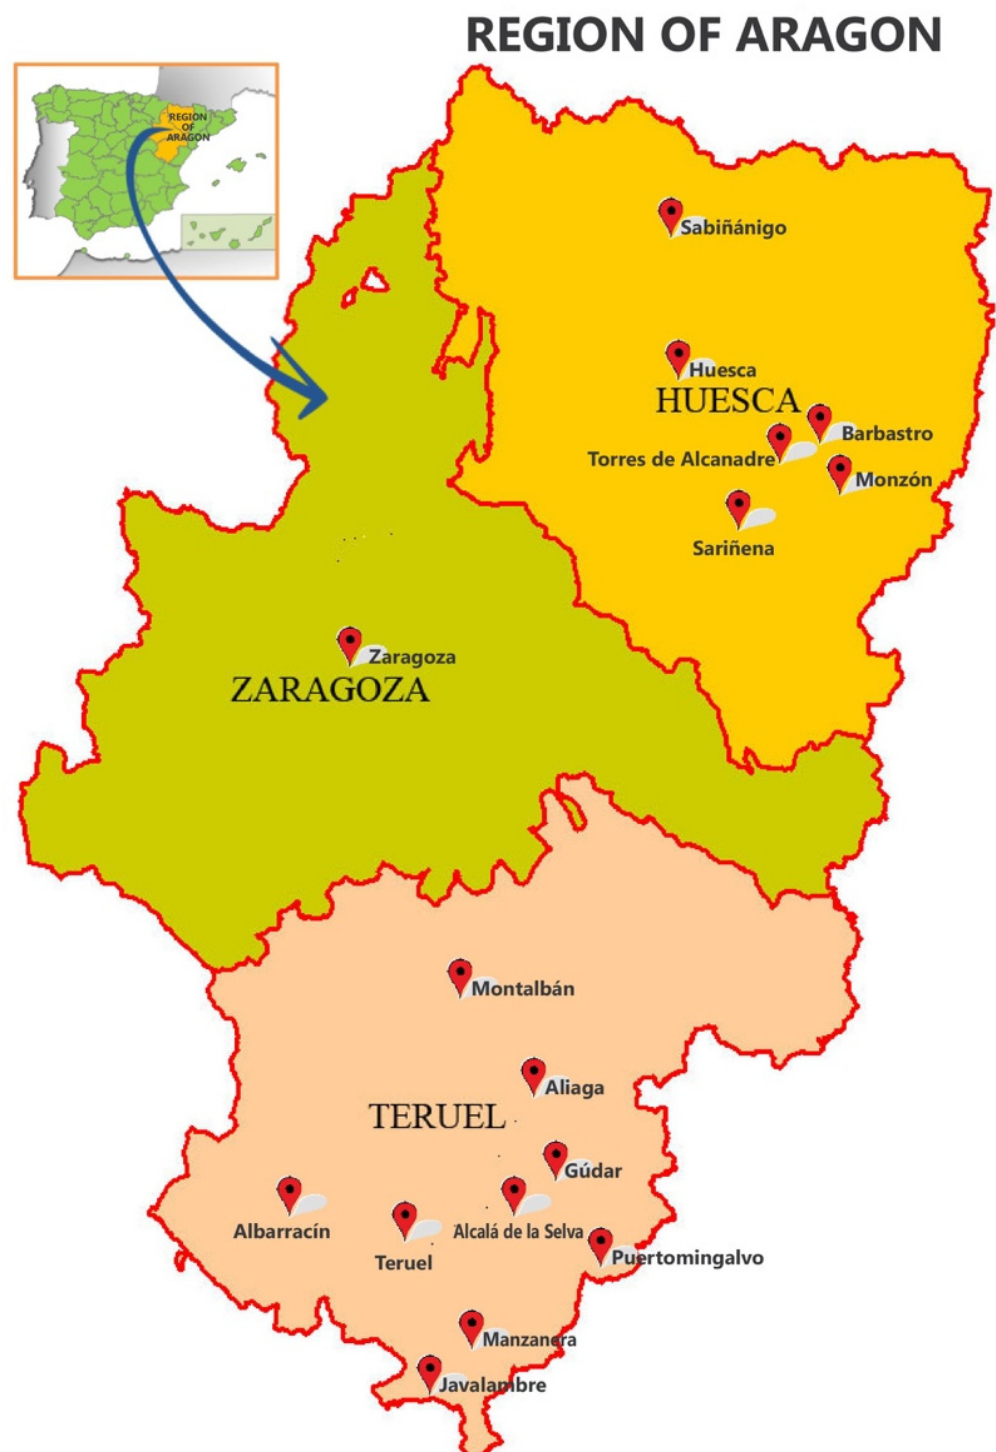 REGION OF ARAGON
REGION
OF
ARAGON
Sabiñánigo
Huesca
HUESCA
Barbastro
Torres de Alcanadre
Monzón
Sariñena
Zaragoza
ZARAGOZA
Montalbán
Aliaga
TERUEL
Gúdar
Albarracín
Alcalá de la Selva
Teruel
Puertomingalvo
Manzanera
Javalambre